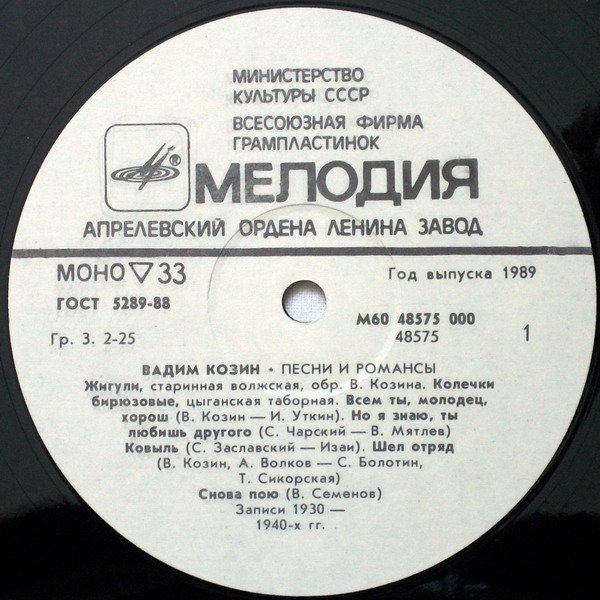 МИНИСТЕРСТВО
КУЛЬТУРЫ СССР
ВСЕСОЮЗНАЯ ФИРМА
ГРАМПЛАСТИНОК
®
МЕЛОДИЯ
АПРЕЛЕВСКИЙ ОРДЕНА ЛЕНИНА ЗАВОД
МОНО ▽ 33
Год выпуска 1989
ГОСТ 5289-88
М60 48575 000
Гр. 3. 2-25
48575
1
ВАДИМ КОЗИН • ПЕСНИ И РОМАНСЫ
Жигули, старинная волжская, обр. В. Козина. Колечки
бирюзовые, цыганская таборная. Всем ты, молодец,
хорош (В. Козин — И. Уткин). Но я знаю, ты
любишь другого (С. Чарский — В. Мятлев)
Ковыль (С. Заславский — Изаи). Шел отряд
(В. Козин, А. Волков — С. Болотин,
Т. Сикорская)
Снова пою (В. Семенов)
Записи 1930 —
1940-х гг.